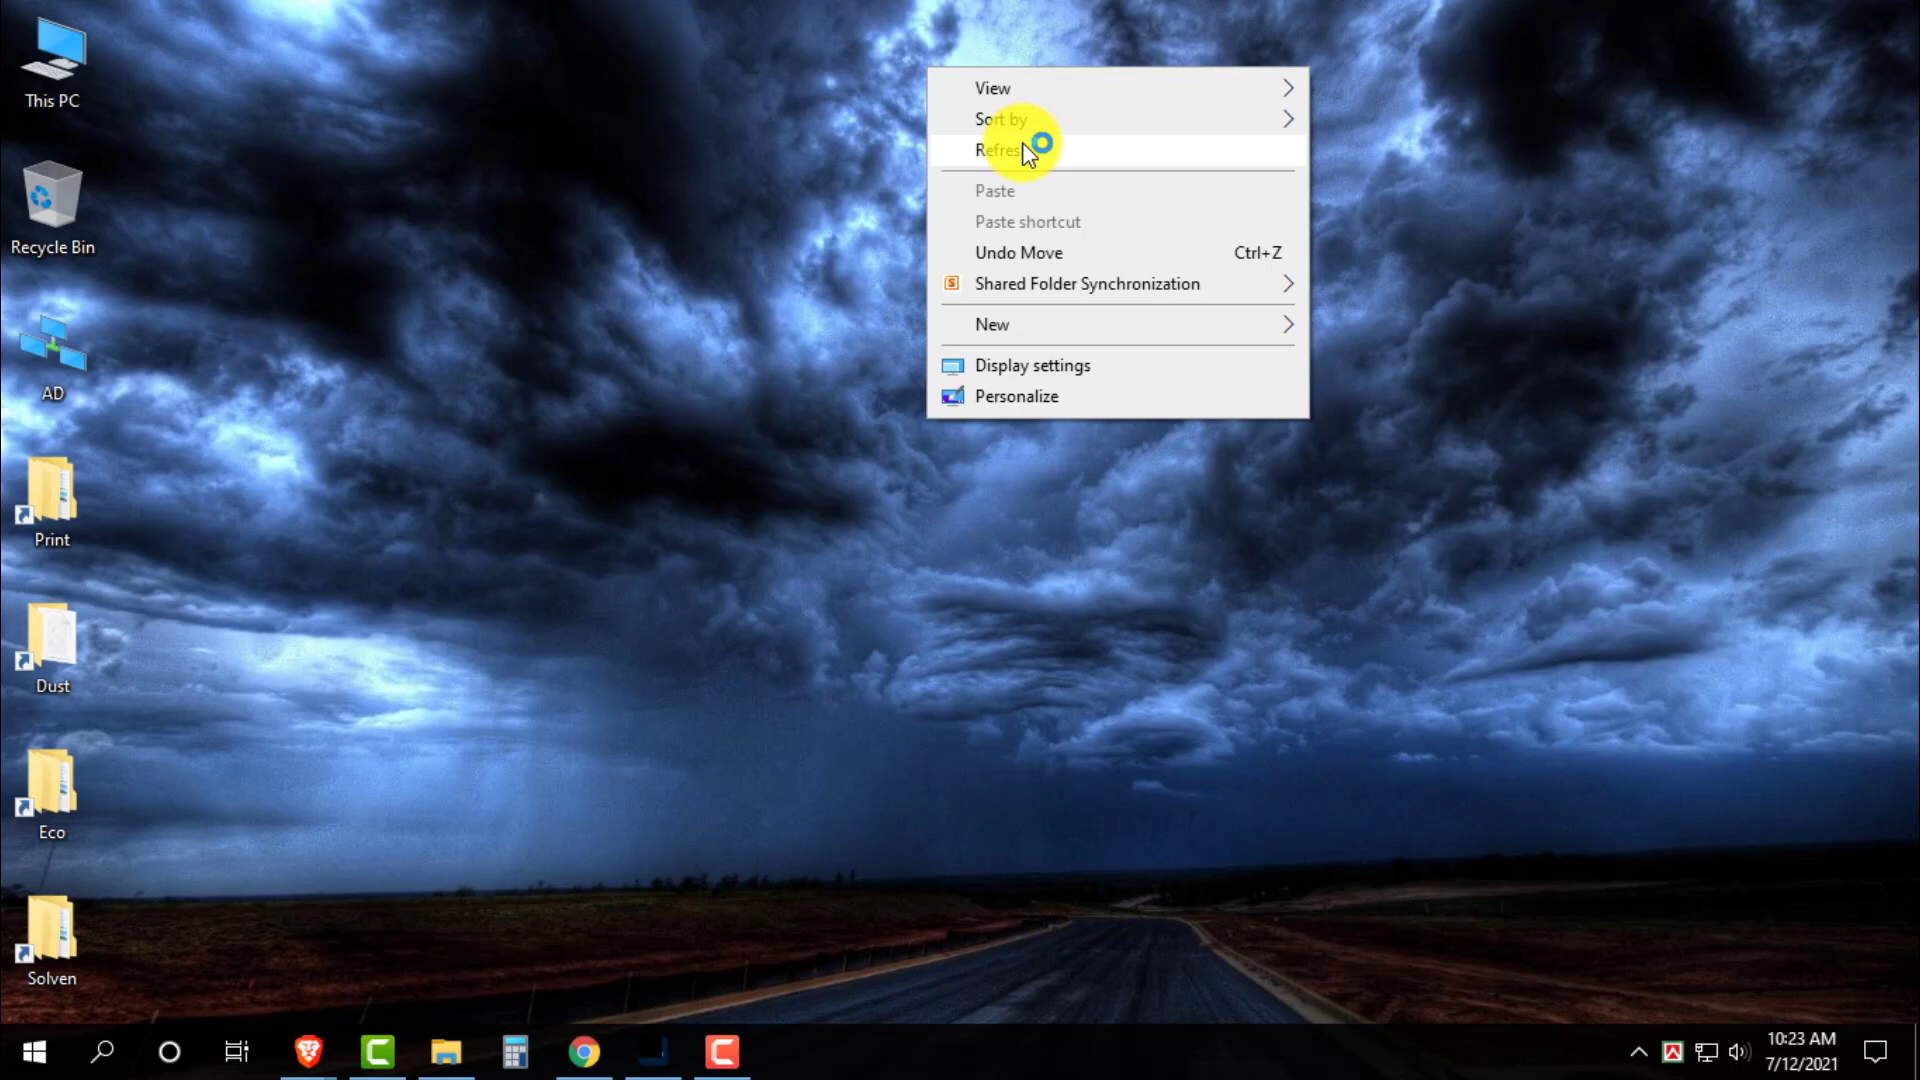 This PC
Recycle Bin
AD
Print
Dust
Eco
Solven
View
Sort by
Refres
Paste
Paste shortcut
Undo Move Ctrl+Z
S Shared Folder Synchronization
New
Display settings
Personalize
10:23 AM
7/12/2021